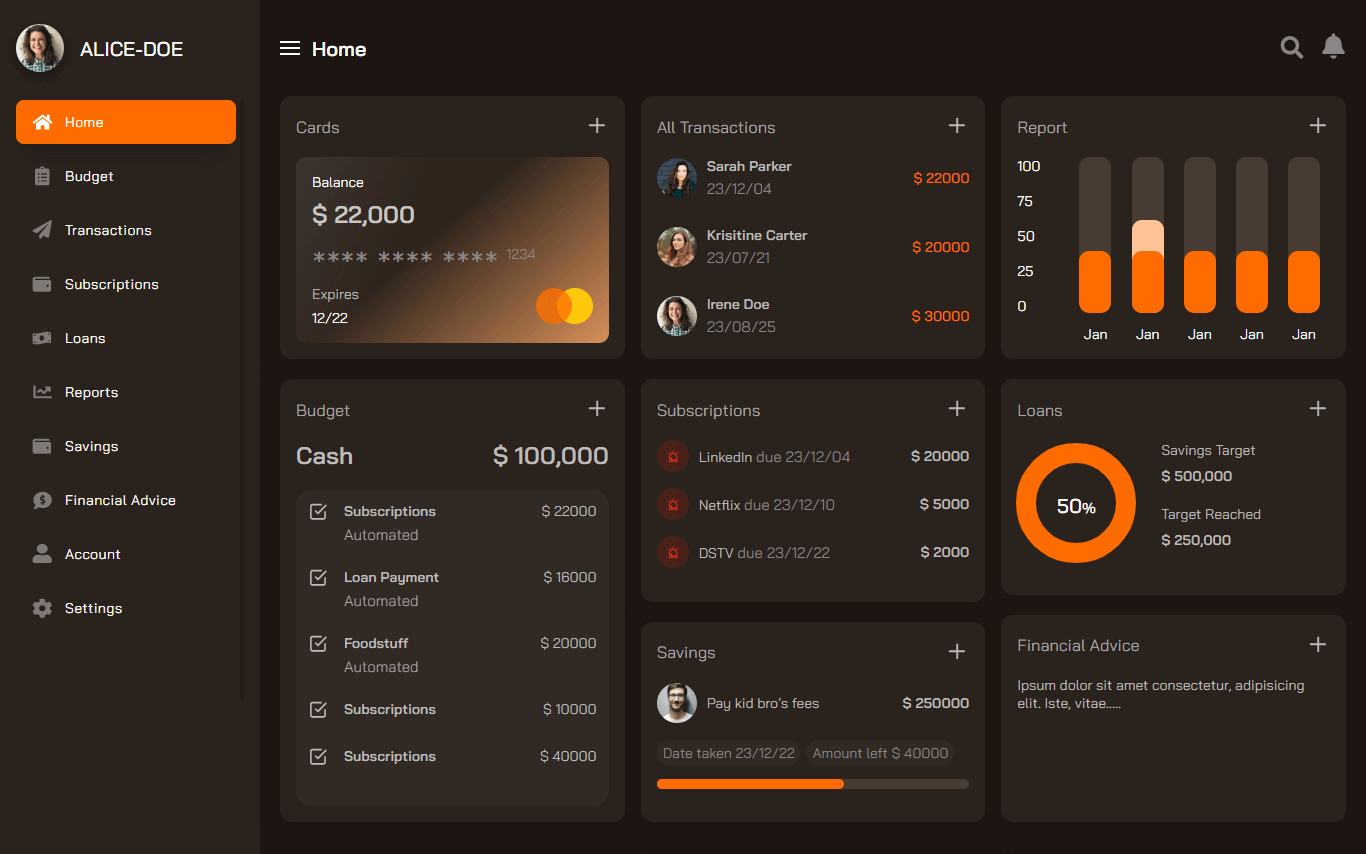 ALICE-DOE
Home
Budget
Transactions
Subscriptions
Loans
Reports
Savings
Financial Advice
Account
Settings
Home
Cards
Balance
$ 22,000
**** **** **** 1234
Expires
12/22
All Transactions
Sarah Parker
23/12/04
$ 22000
Krisitine Carter
23/07/21
$ 20000
Irene Doe
23/08/25
$ 30000
Report
100
75
50
25
0
Jan Jan Jan Jan Jan
Budget
Cash $ 100,000
Subscriptions $ 22000
Automated
Loan Payment $ 16000
Automated
Foodstuff $ 20000
Automated
Subscriptions $ 10000
Subscriptions $ 40000
Subscriptions
LinkedIn due 23/12/04 $ 20000
Netflix due 23/12/10 $ 5000
DSTV due 23/12/22 $ 2000
Savings
Pay kid bro’s fees $ 250000
Date taken 23/12/22 Amount left $ 40000
Loans
50%
Savings Target
$ 500,000
Target Reached
$ 250,000
Financial Advice
Ipsum dolor sit amet consectetur, adipisicing
elit. Iste, vitae.....